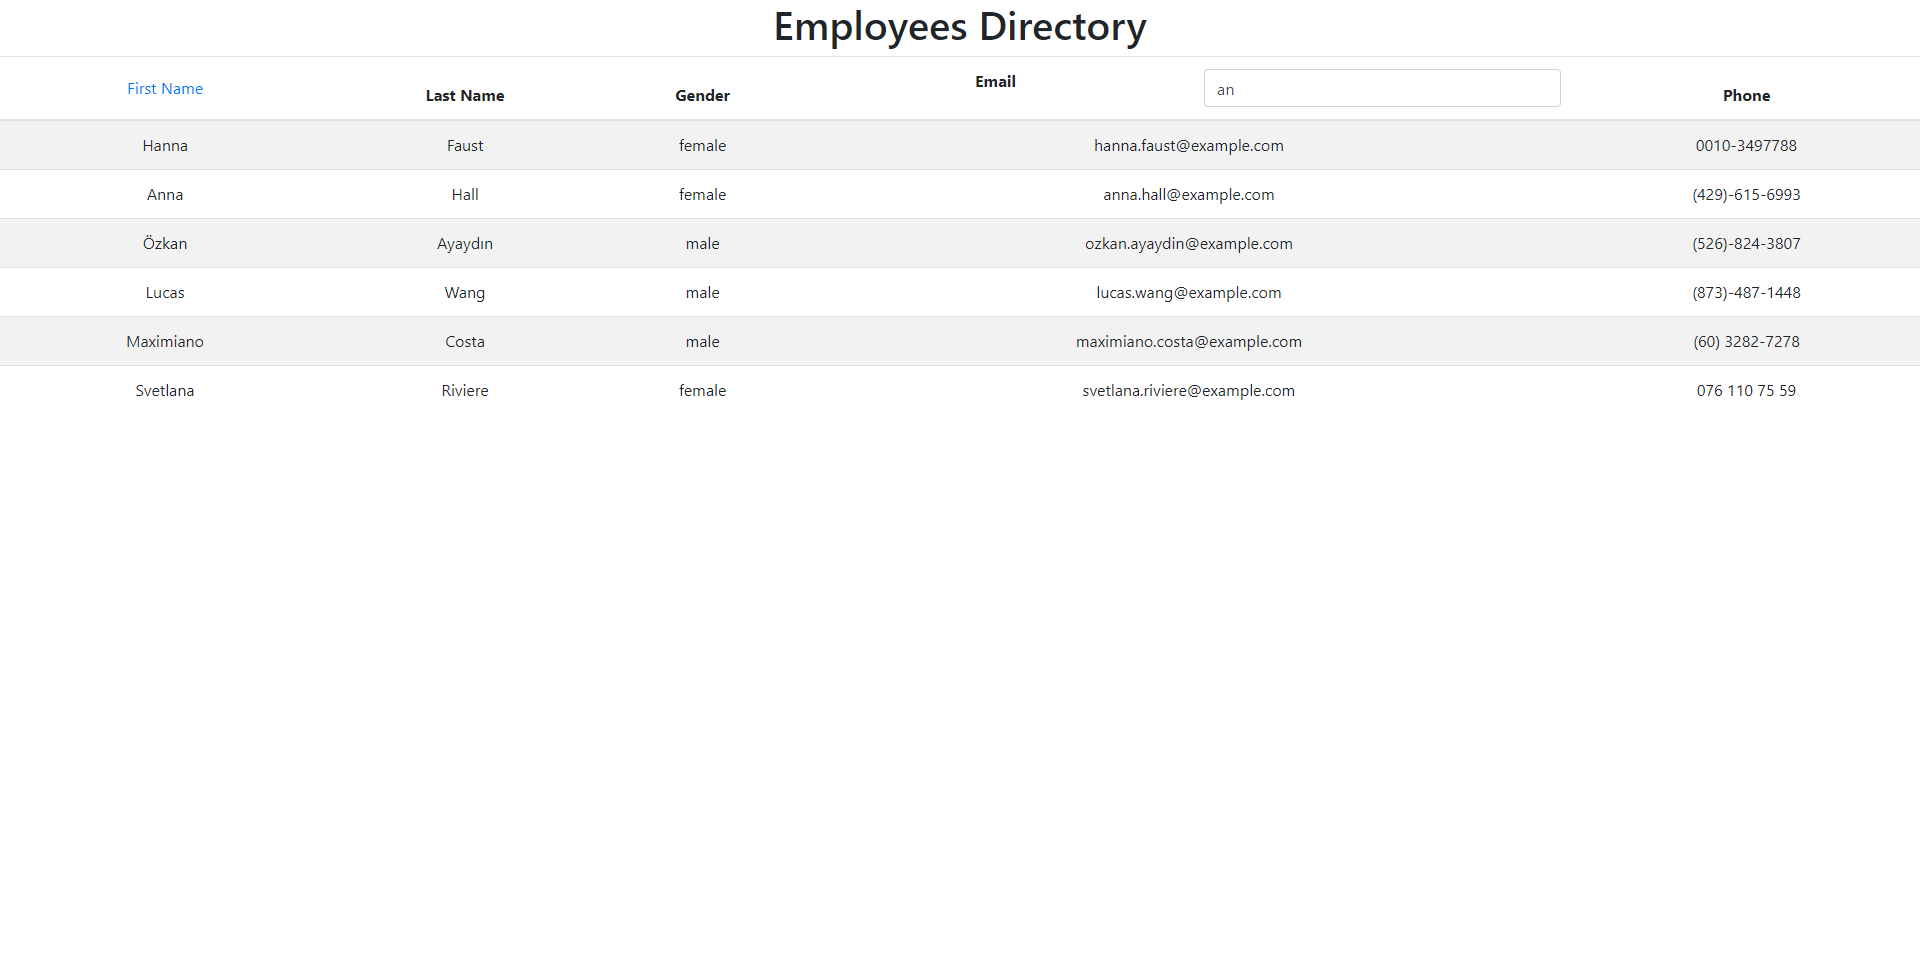 Employees Directory
First Name Last Name Gender Email an Phone
Hanna Faust female hanna.faust@example.com 0010-3497788
Anna Hall female anna.hall@example.com (429)-615-6993
Özkan Ayaydın male ozkan.ayaydin@example.com (526)-824-3807
Lucas Wang male lucas.wang@example.com (873)-487-1448
Maximiano Costa male maximiano.costa@example.com (60) 3282-7278
Svetlana Riviere female svetlana.riviere@example.com 076 110 75 59